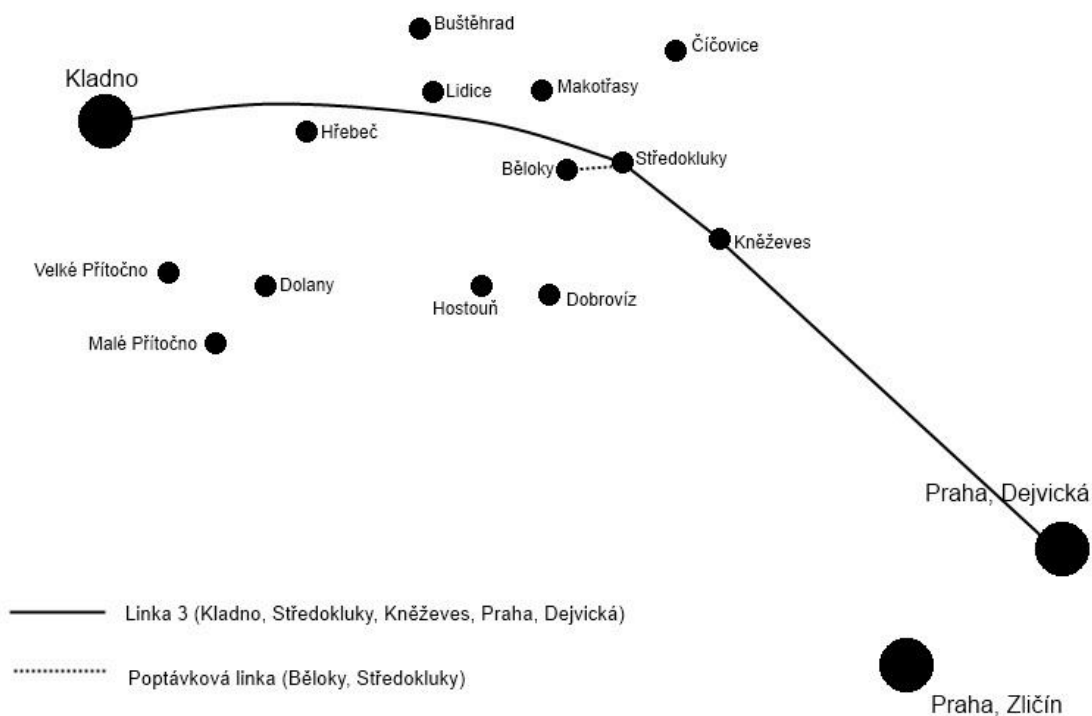 Buštěhrad
Číčovice
Kladno
Lidice
Makotřasy
Hřebeč
Středokluky
Běloky
Kněževes
Velké Přítočno
Dolany
Hostouň
Dobrovíz
Malé Přítočno
Praha, Dejvická
Linka 3 (Kladno, Středokluky, Kněževes, Praha, Dejvická)
Poptávková linka (Běloky, Středokluky)
Praha, Zličín